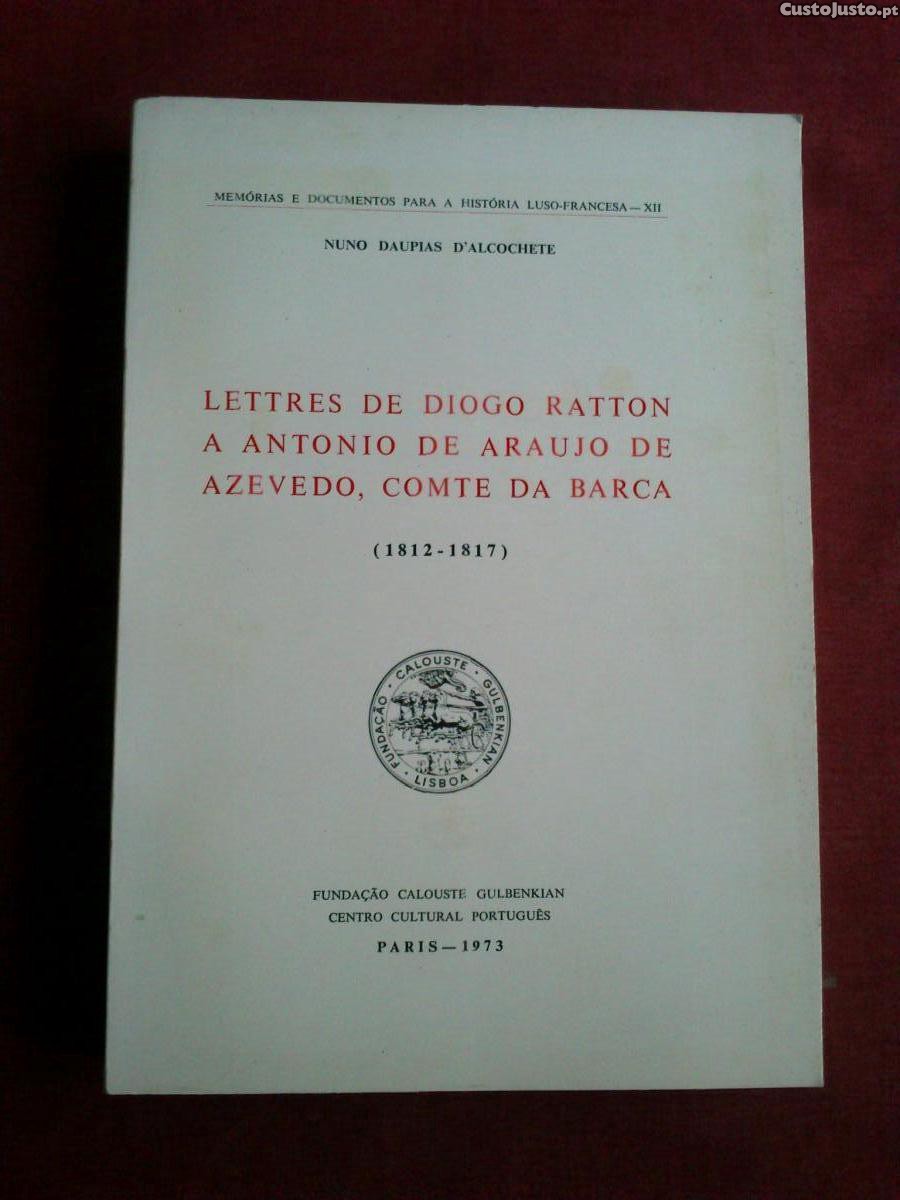 CustoJusto.pt
MEMÓRIAS E DOCUMENTOS PARA A HISTÓRIA LUSO-FRANCESA — XII
NUNO DAUPIAS D'ALCOCHETE
LETTRES DE DIOGO RATTON
A ANTONIO DE ARAUJO DE
AZEVEDO, COMTE DA BARCA
(1812-1817)
FUNDAÇÃO · CALOUSTE · GULBENKIAN ·
LISBOA ·
FUNDAÇÃO CALOUSTE GULBENKIAN
CENTRO CULTURAL PORTUGUÊS
PARIS — 1973